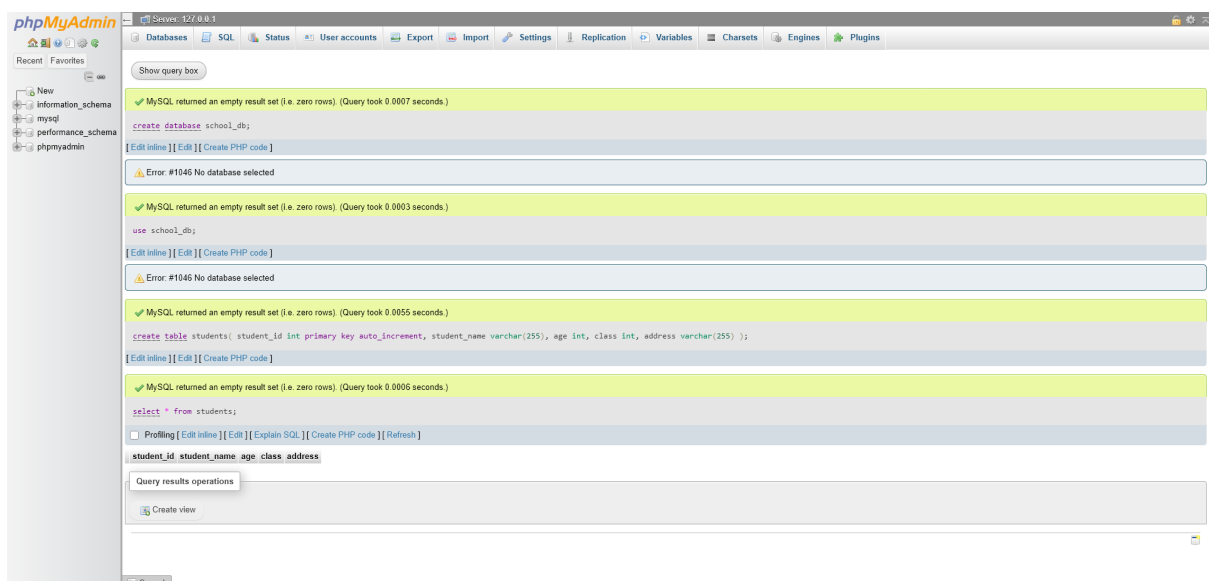 phpMyAdmin
Recent Favorites
New
information_schema
mysql
performance_schema
phpmyadmin
Server: 127.0.0.1
Databases SQL Status User accounts Export Import Settings Replication Variables Charsets Engines Plugins
Show query box
MySQL returned an empty result set (i.e. zero rows). (Query took 0.0007 seconds.)
create database school_db;
[ Edit inline ] [ Edit ] [ Create PHP code ]
Error: #1046 No database selected
MySQL returned an empty result set (i.e. zero rows). (Query took 0.0003 seconds.)
use school_db;
[ Edit inline ] [ Edit ] [ Create PHP code ]
Error: #1046 No database selected
MySQL returned an empty result set (i.e. zero rows). (Query took 0.0055 seconds.)
create table students( student_id int primary key auto_increment, student_name varchar(255), age int, class int, address varchar(255) );
[ Edit inline ] [ Edit ] [ Create PHP code ]
MySQL returned an empty result set (i.e. zero rows). (Query took 0.0006 seconds.)
select * from students;
Profiling [ Edit inline ] [ Edit ] [ Explain SQL ] [ Create PHP code ] [ Refresh ]
student_id student_name age class address
Query results operations
Create view